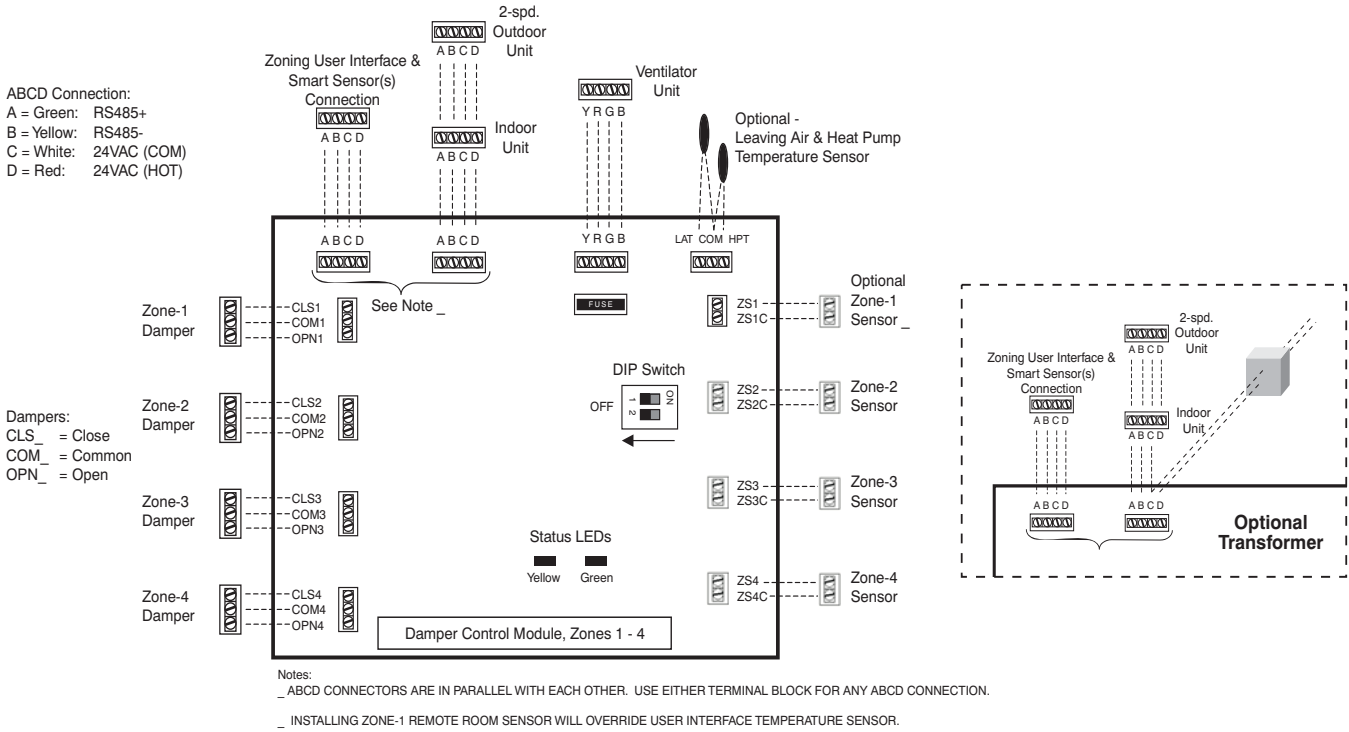 2-spd.
Outdoor
Unit
A B C D
Zoning User Interface &
Smart Sensor(s)
Connection
A B C D
Indoor
Unit
A B C D
Ventilator
Unit
Y R G B
Optional -
Leaving Air & Heat Pump
Temperature Sensor
ABCD Connection:
A = Green: RS485+
B = Yellow: RS485-
C = White: 24VAC (COM)
D = Red: 24VAC (HOT)
A B C D
A B C D
Y R G B
LAT COM HPT
See Note _
FUSE
Zone-1
Damper
CLS1
COM1
OPN1
ZS1
ZS1C
Optional
Zone-1
Sensor _
DIP Switch
OFF
ON
1
2
Zone-2
Damper
CLS2
COM2
OPN2
ZS2
ZS2C
Zone-2
Sensor
Dampers:
CLS_ = Close
COM_ = Common
OPN_ = Open
Zone-3
Damper
CLS3
COM3
OPN3
ZS3
ZS3C
Zone-3
Sensor
Status LEDs
Yellow
Green
Zone-4
Damper
CLS4
COM4
OPN4
ZS4
ZS4C
Zone-4
Sensor
Damper Control Module, Zones 1 - 4
2-spd.
Outdoor
Unit
A B C D
Zoning User Interface &
Smart Sensor(s)
Connection
A B C D
Indoor
Unit
A B C D
A B C D
A B C D
Optional
Transformer
Notes:
_ ABCD CONNECTORS ARE IN PARALLEL WITH EACH OTHER. USE EITHER TERMINAL BLOCK FOR ANY ABCD CONNECTION.
_ INSTALLING ZONE-1 REMOTE ROOM SENSOR WILL OVERRIDE USER INTERFACE TEMPERATURE SENSOR.